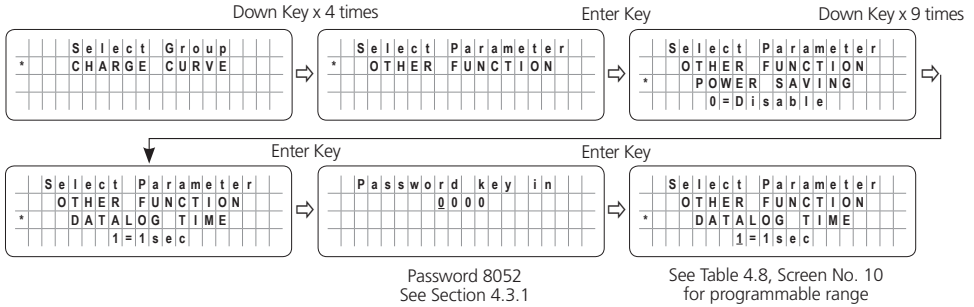 Down Key x 4 times
Enter Key
Down Key x 9 times
Select Group
* CHARGE CURVE
Select Parameter
* OTHER FUNCTION
Select Parameter
OTHER FUNCTION
* POWER SAVING
0=Disable
Enter Key
Enter Key
Select Parameter
OTHER FUNCTION
* DATALOG TIME
1=1sec
Password key in
0000
Select Parameter
OTHER FUNCTION
* DATALOG TIME
1=1sec
Password 8052
See Section 4.3.1
See Table 4.8, Screen No. 10
for programmable range